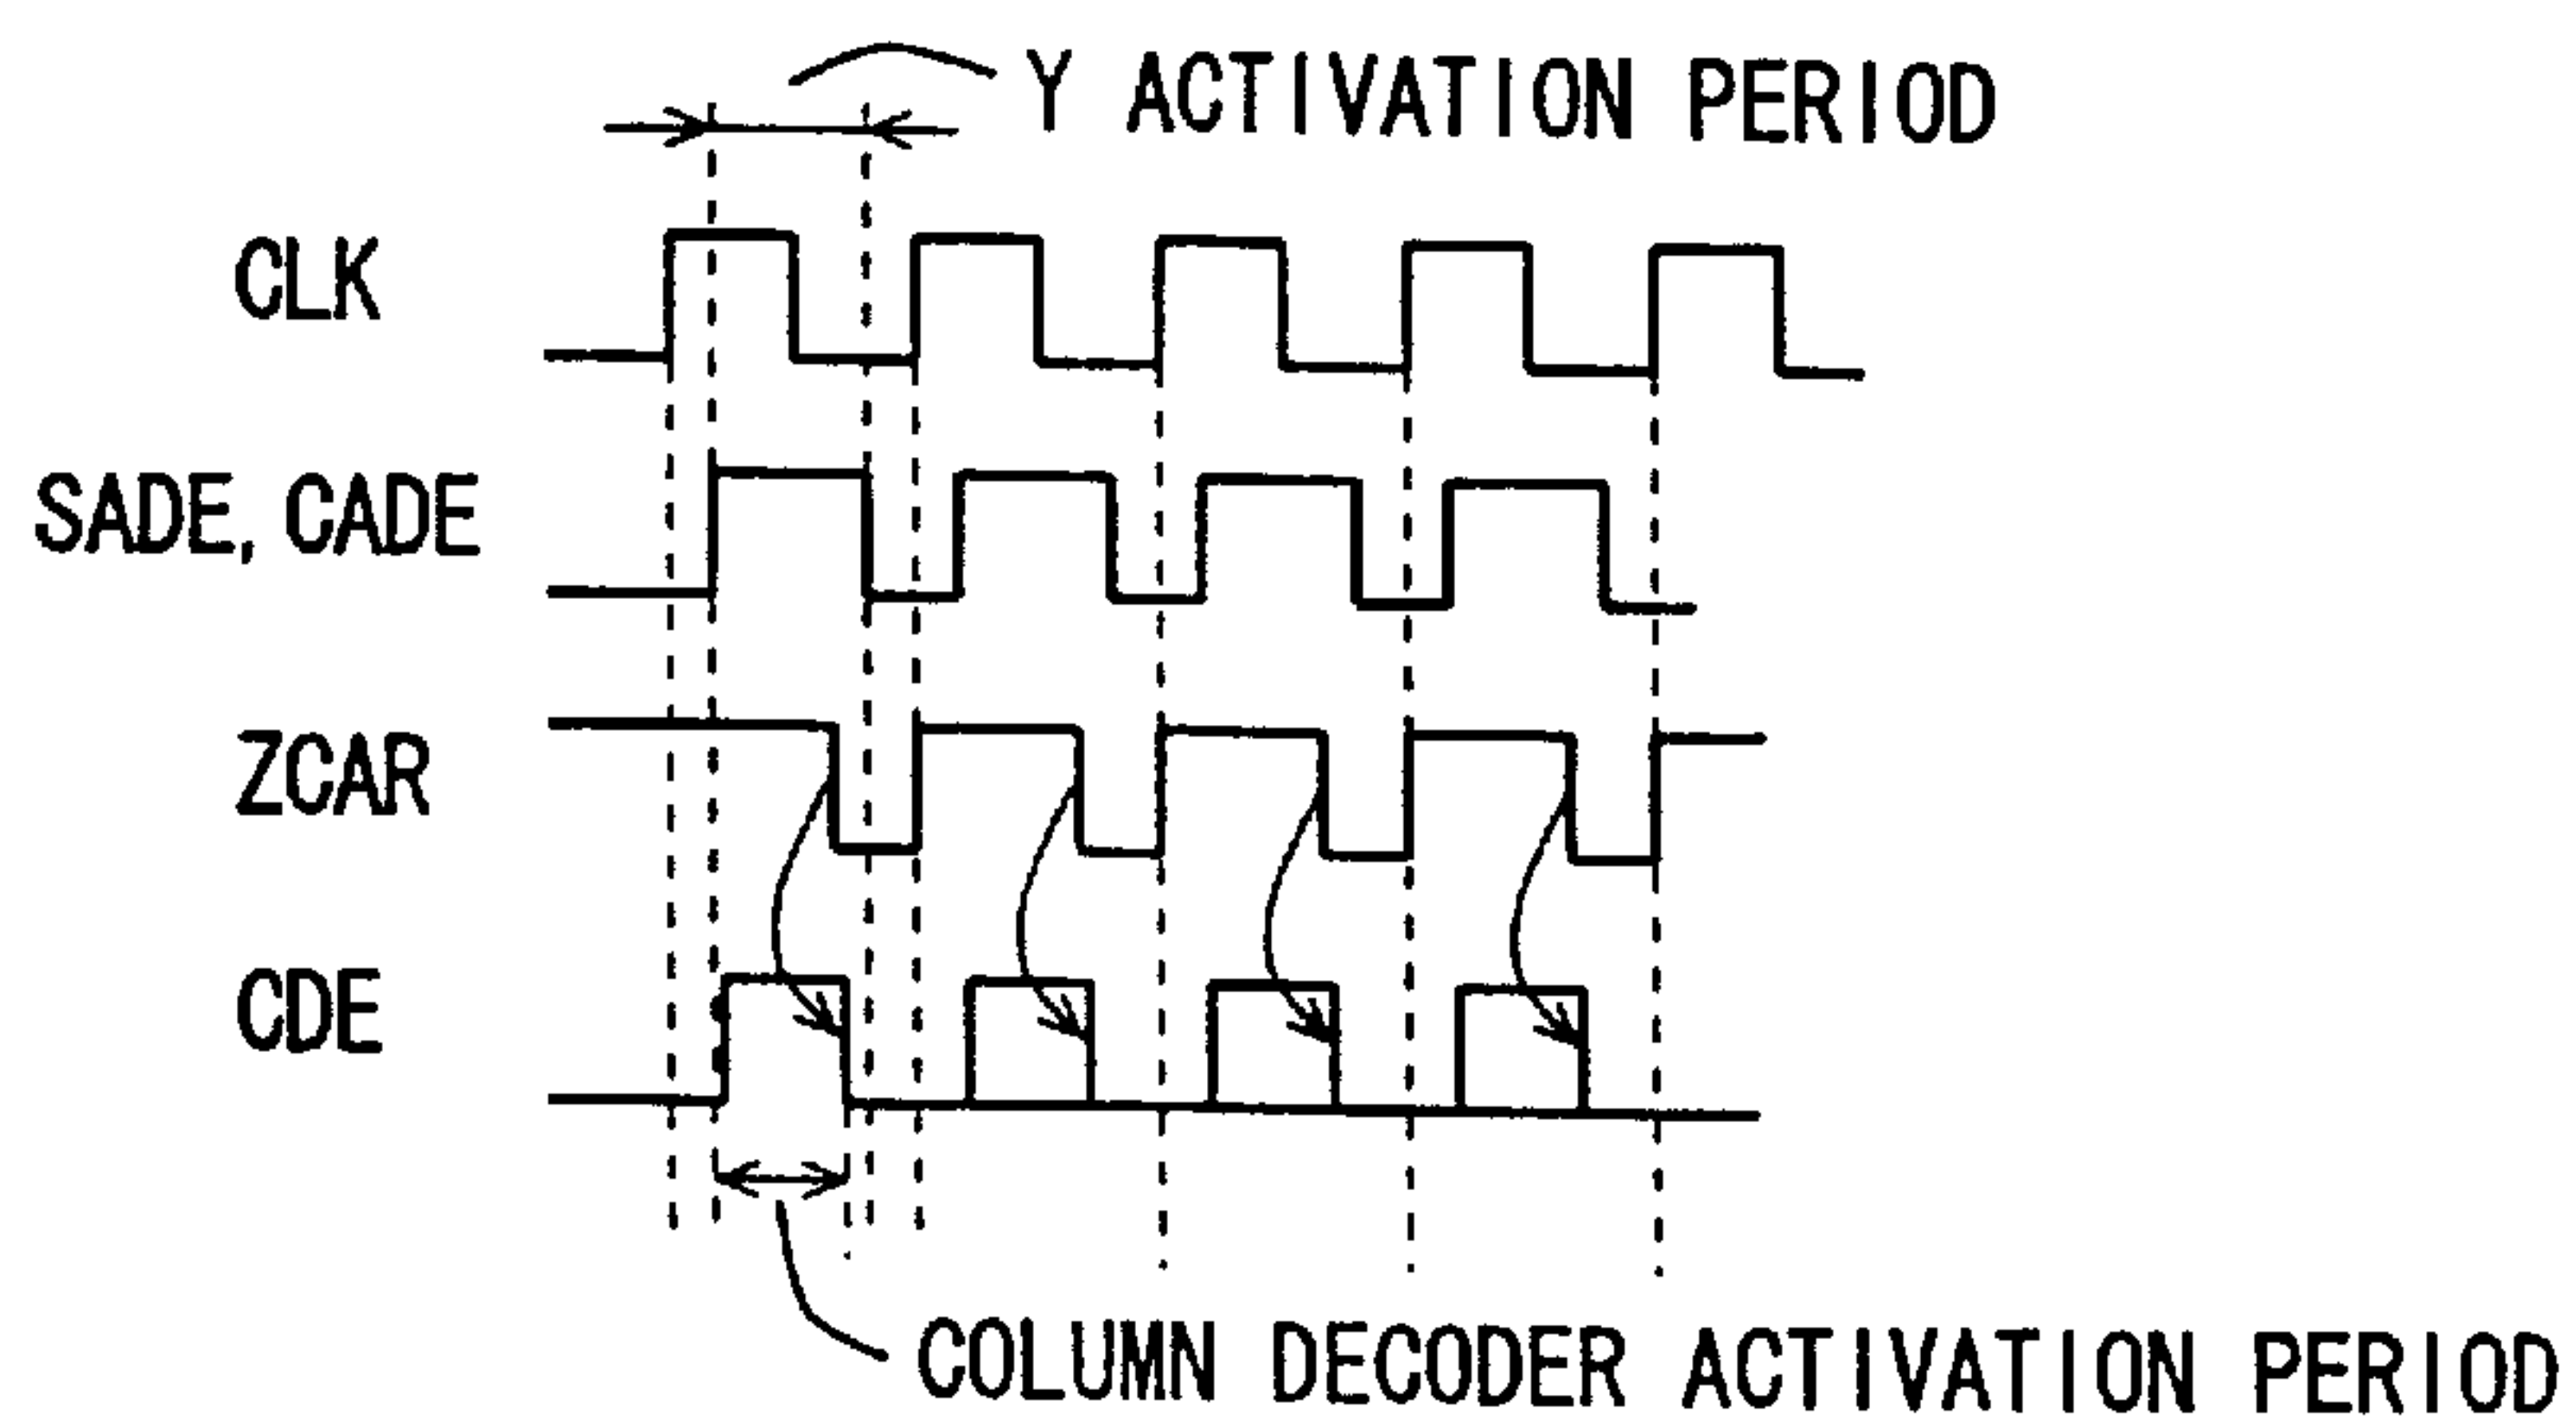 Y ACTIVATION PERIOD
CLK
SADE, CADE
ZCAR
CDE
COLUMN DECODER ACTIVATION PERIOD